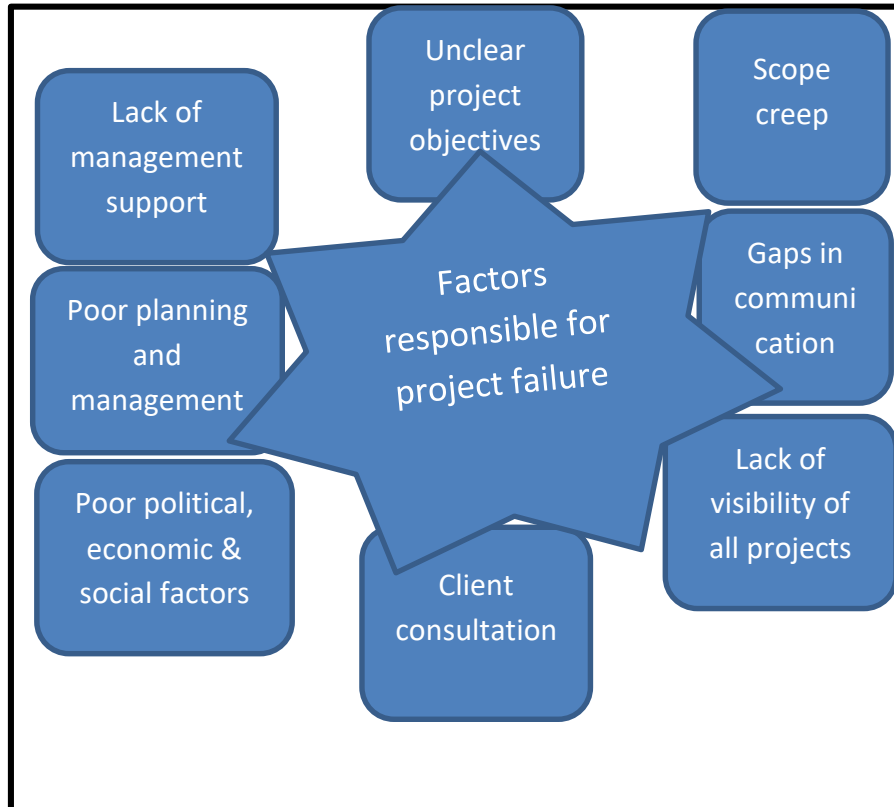 Unclear
project
objectives
Scope
creep
Lack of
management
support
Factors
responsible for
project failure
Gaps in
communi
cation
Poor planning
and
management
Lack of
visibility of
all projects
Poor political,
economic &
social factors
Client
consultation